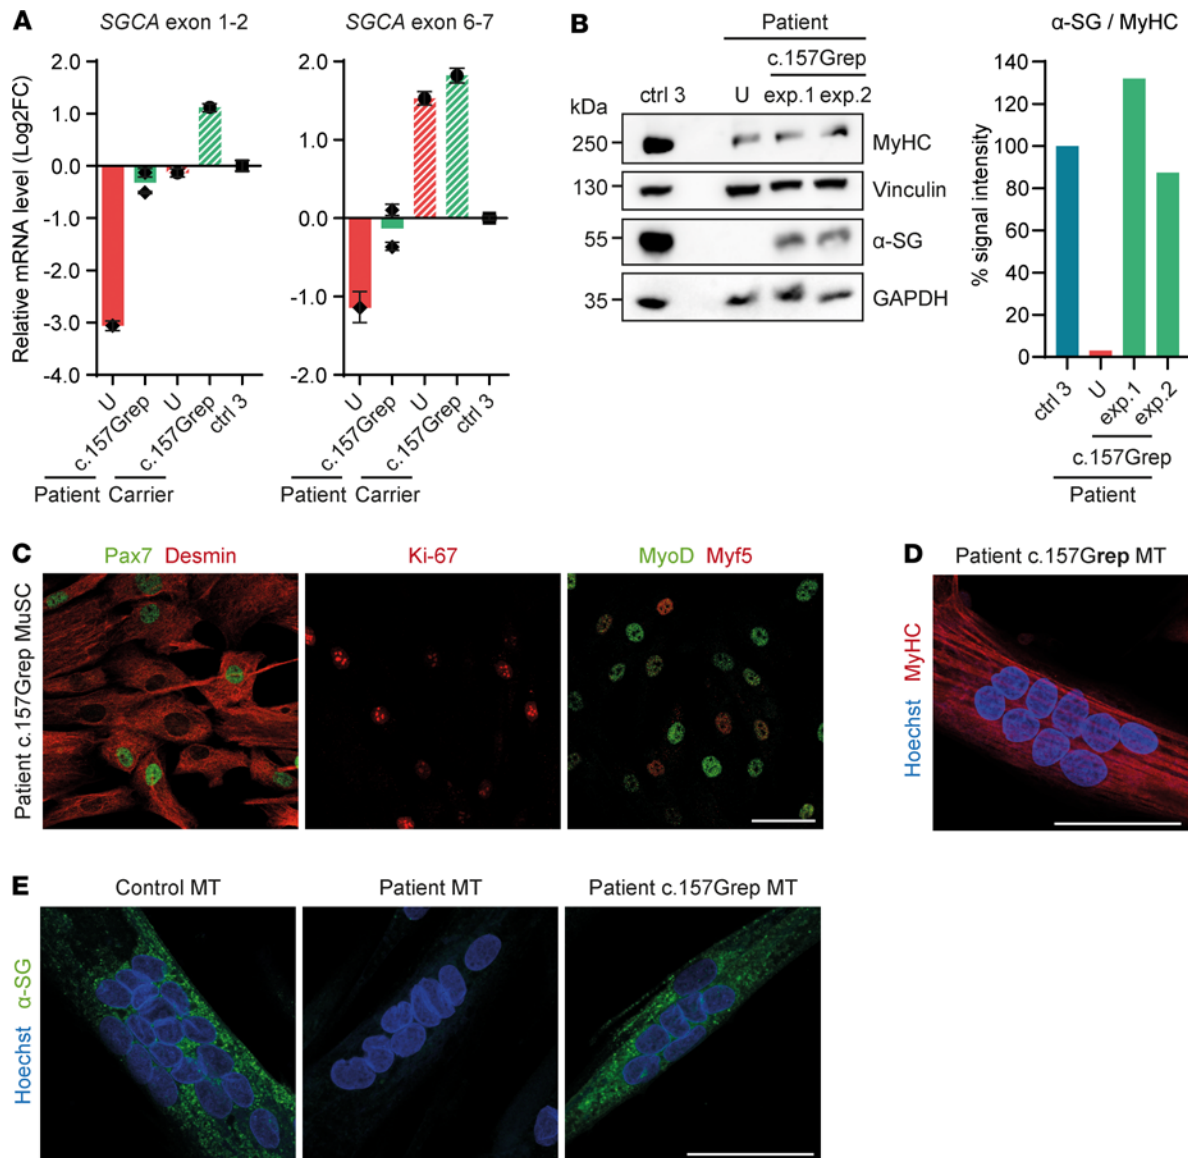 A
SGCA exon 1-2
SGCA exon 6-7
Relative mRNA level (Log2FC)
2.0
1.0
0.0
-1.0
-2.0
-3.0
-4.0
U
c.157Grep
U
c.157Grep
ctrl 3
Patient Carrier
2.0
1.0
0.0
-1.0
-2.0
U
c.157Grep
U
c.157Grep
ctrl 3
Patient Carrier
B
Patient
c.157Grep
kDa
ctrl 3 U exp.1 exp.2
250 MyHC
130 Vinculin
55 α-SG
35 GAPDH
α-SG / MyHC
% signal intensity
140
120
100
80
60
40
20
0
ctrl 3
U
exp.1
exp.2
c.157Grep
Patient
C
Pax7 Desmin
Ki-67
MyoD Myf5
Patient c.157Grep MuSC
D
Patient c.157Grep MT
Hoechst MyHC
E
Control MT
Patient MT
Patient c.157Grep MT
Hoechst α-SG